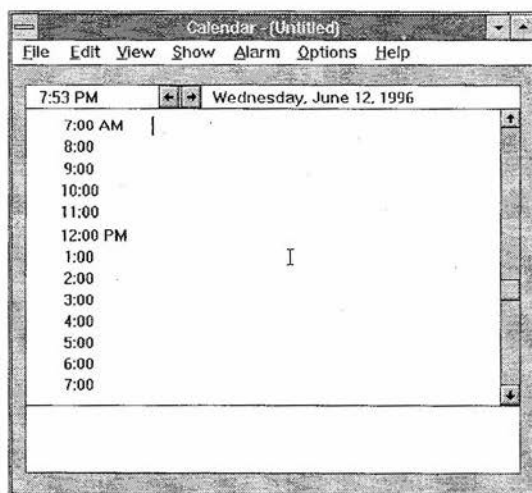 Calendar - (Untitled)
File Edit View Show Alarm Options Help
7:53 PM Wednesday, June 12, 1996
7:00 AM
8:00
9:00
10:00
11:00
12:00 PM
1:00
2:00
3:00
4:00
5:00
6:00
7:00